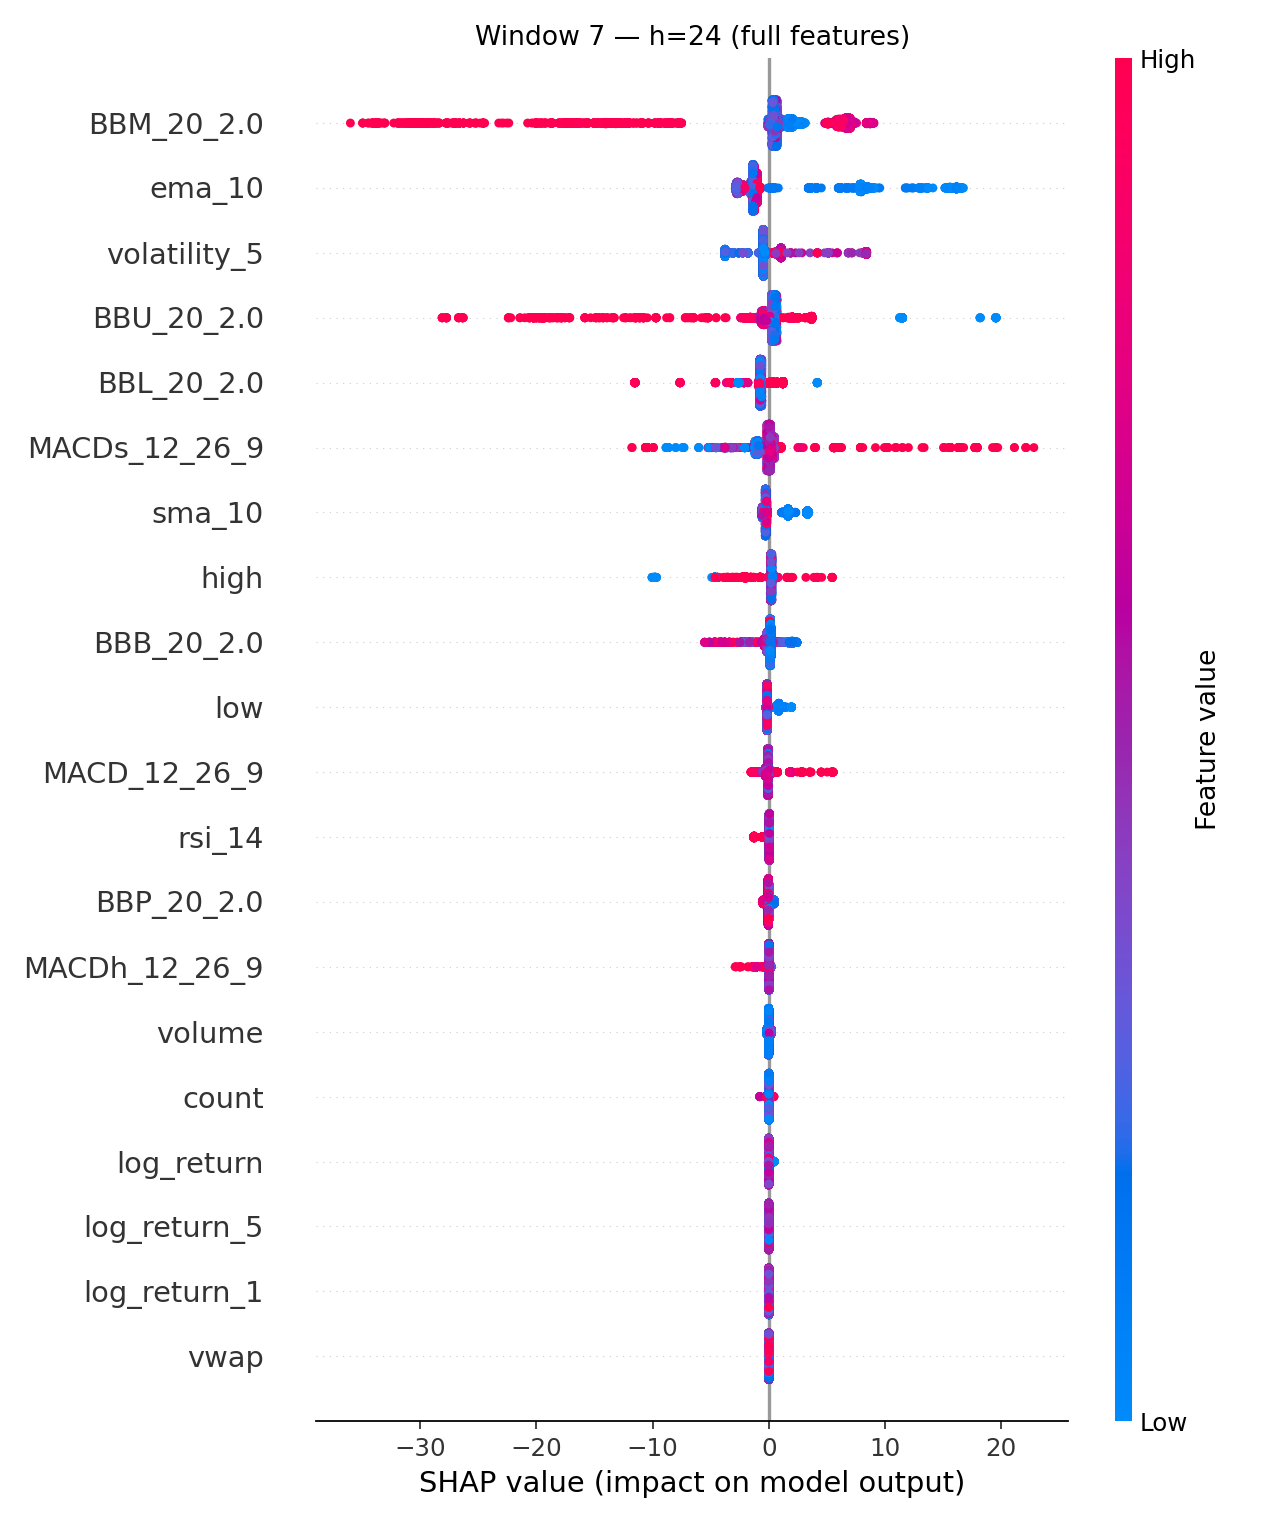 Window 7 — h=24 (full features)
High
BBM_20_2.0
ema_10
volatility_5
BBU_20_2.0
BBL_20_2.0
MACDs_12_26_9
sma_10
high
BBB_20_2.0
low
MACD_12_26_9
rsi_14
BBP_20_2.0
MACDh_12_26_9
volume
count
log_return
log_return_5
log_return_1
vwap
Feature value
Low
−30 −20 −10 0 10 20
SHAP value (impact on model output)